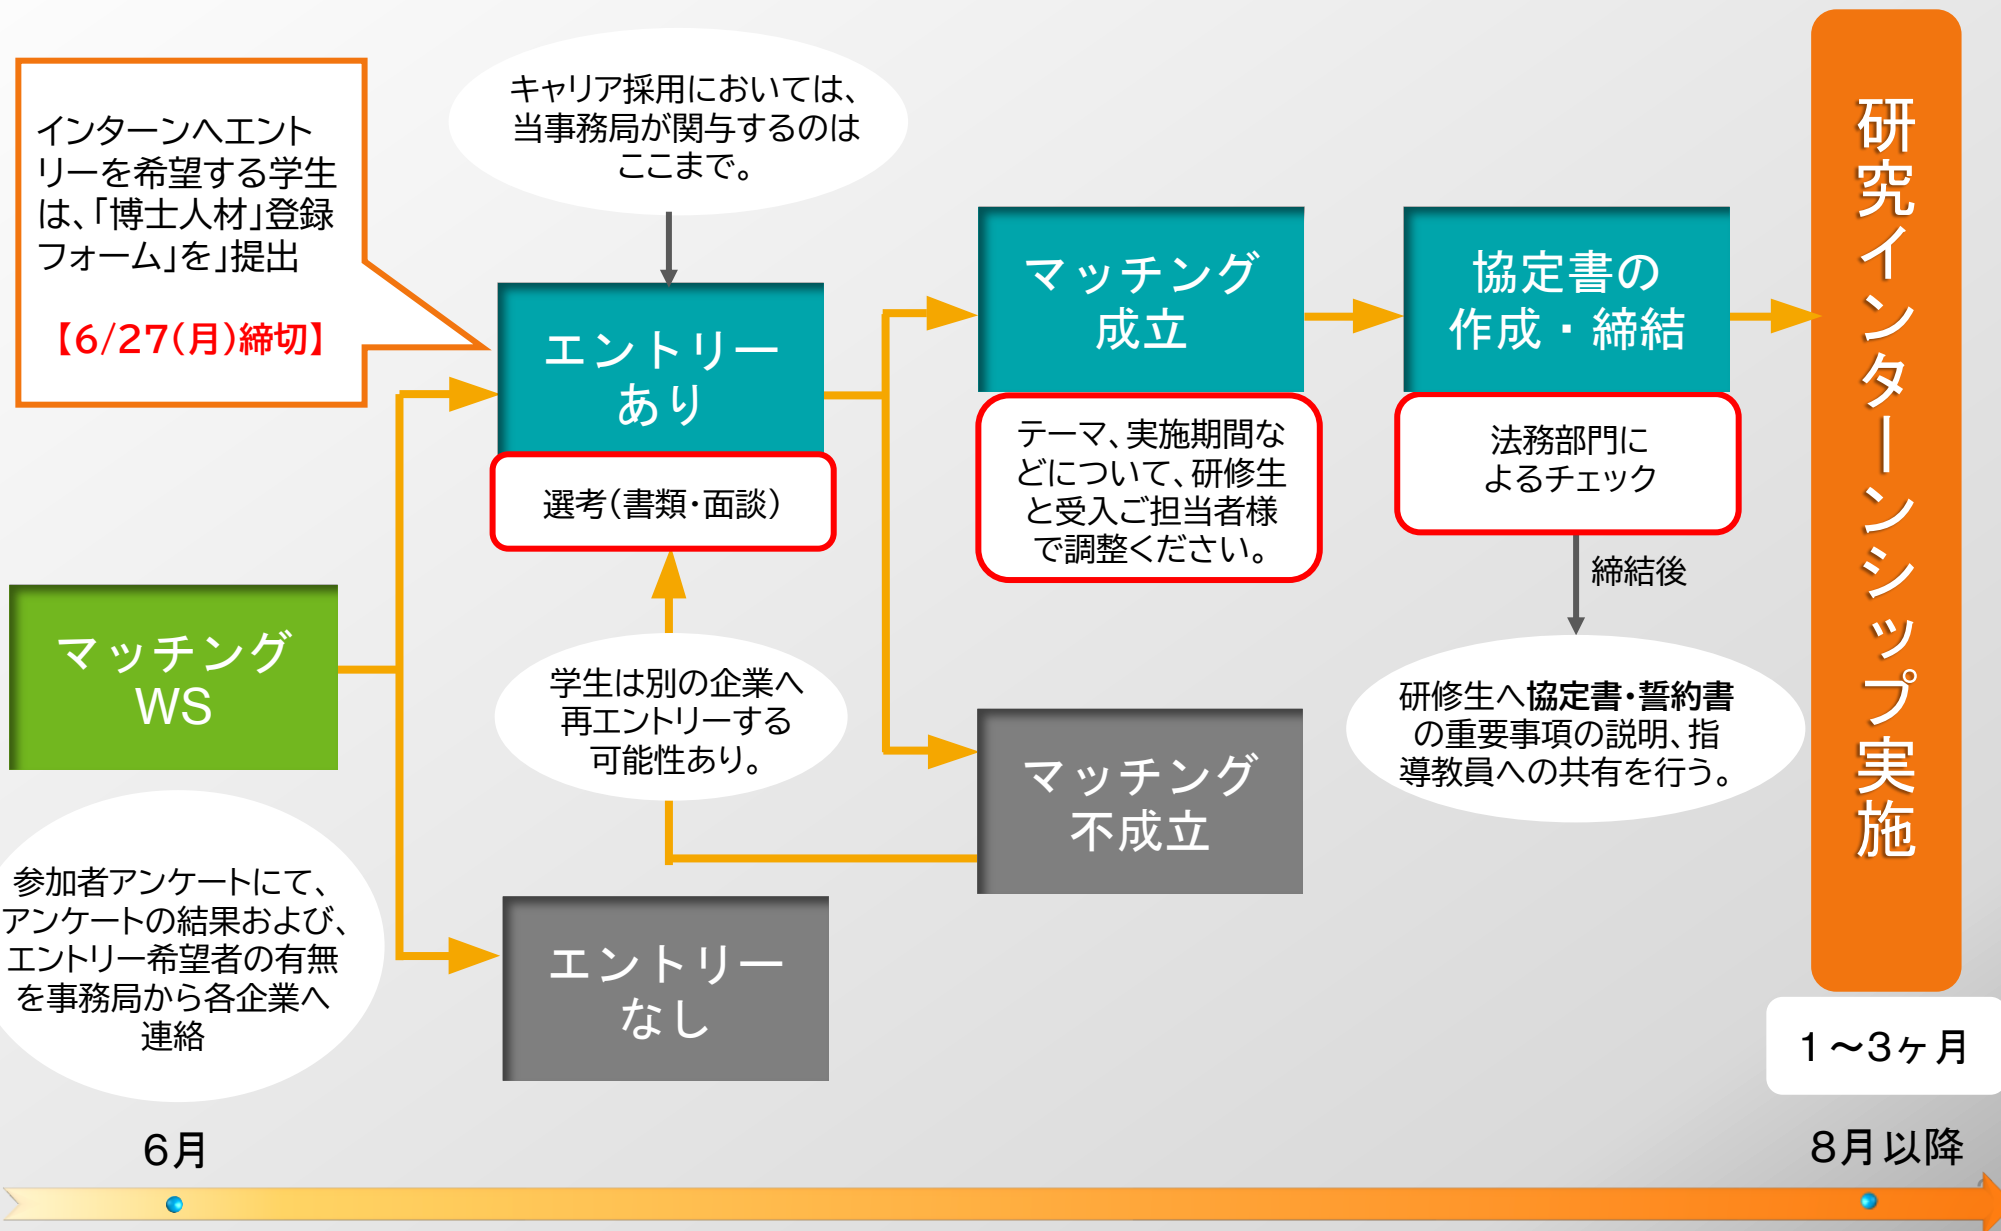 インターンへエント
リーを希望する学生
は、「博士人材」登録
フォーム」を」提出
【6/27(月)締切】
キャリア採用においては、
当事務局が関与するのは
ここまで。
エントリー
あり
選考(書類・面談)
マッチング
成立
テーマ、実施期間な
どについて、研修生
と受入ご担当者様
で調整ください。
協定書の
作成・締結
法務部門に
よるチェック
締結後
研修生へ協定書・誓約書
の重要事項の説明、指
導教員への共有を行う。
マッチング
WS
参加者アンケートにて、
アンケートの結果および、
エントリー希望者の有無
を事務局から各企業へ
連絡
学生は別の企業へ
再エントリーする
可能性あり。
マッチング
不成立
エントリー
なし
研究インターンシップ実施
1～3ヶ月
6月
8月以降